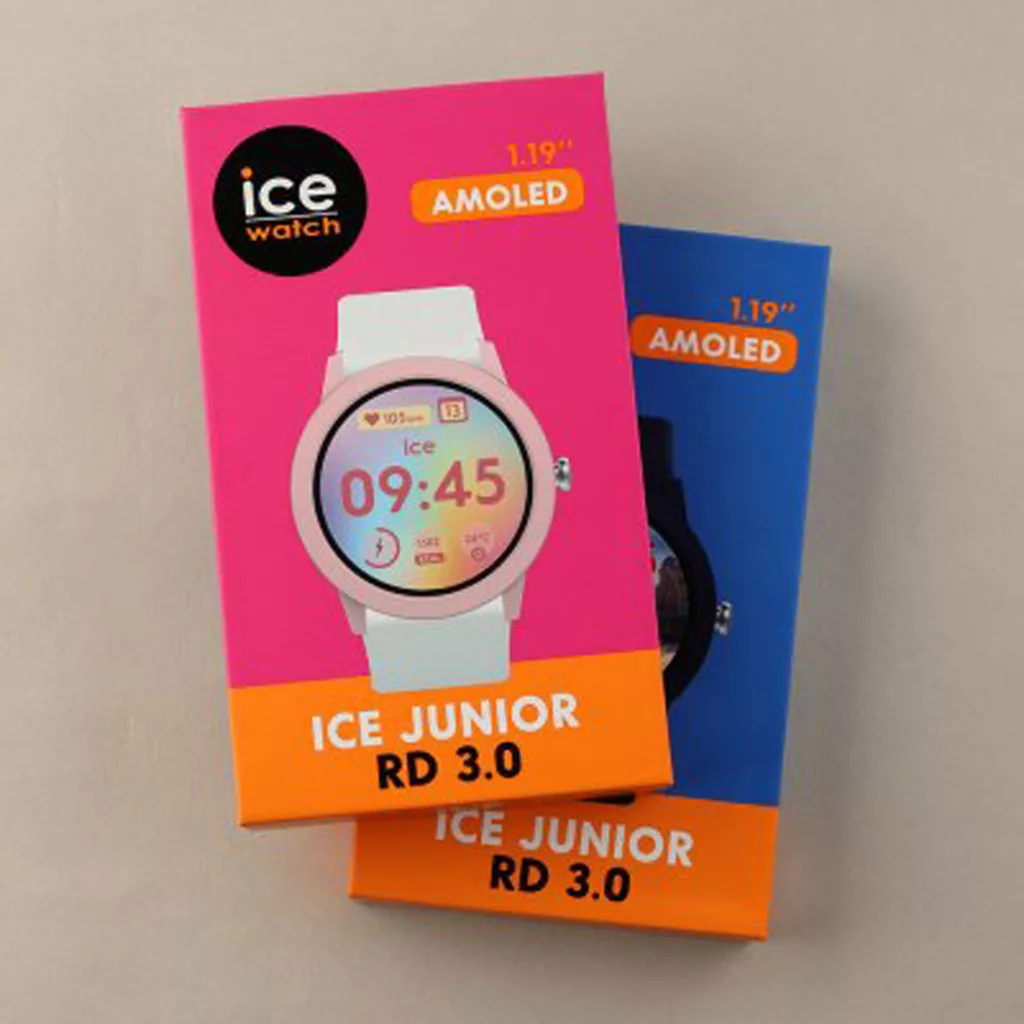 ice
watch
1.19"
AMOLED
105
13
ice
09:45
ICE JUNIOR
RD 3.0
1.19"
AMOLED
ICE JUNIOR
RD 3.0